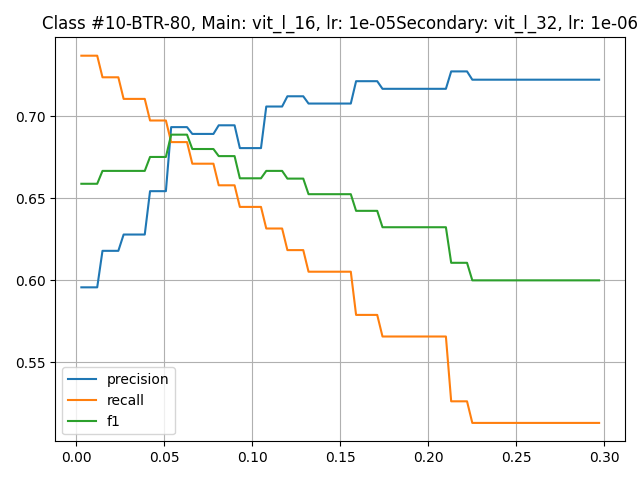 Class #10-BTR-80, Main: vit_l_16, lr: 1e-05Secondary: vit_l_32, lr: 1e-06
0.70
0.65
0.60
0.55
precision
recall
f1
0.00 0.05 0.10 0.15 0.20 0.25 0.30